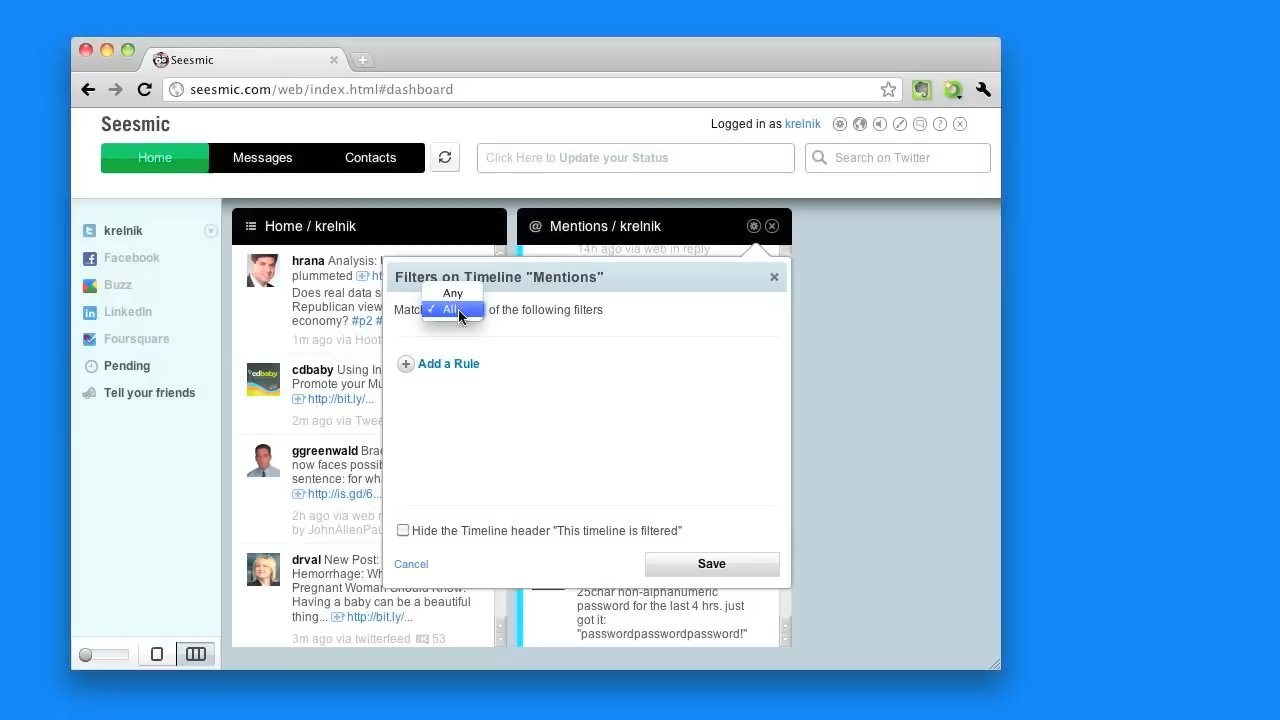 Seesmic
seesmic.com/web/index.html#dashboard
Seesmic
Logged in as krelnik
Home
Messages
Contacts
Click Here to Update your Status
Search on Twitter
krelnik
Facebook
Buzz
LinkedIn
Foursquare
Pending
Tell your friends
Home / krelnik
hrana Analysis:
plummeted
Does real data s
Republican view
economy? #p2 #
1m ago via Hoot
cdbaby Using In
Promote your Mu
http://bit.ly/...
2m ago via Twee
ggreenwald Brad
now faces possib
sentence: for wh
http://is.gd/6...
2h ago via web
by JohnAllenPau
drval New Post:
Hemorrhage: Wh
Pregnant Woman Should Know:
Having a baby can be a beautiful
thing... http://bit.ly/...
3m ago via twitterfeed 53
@ Mentions / krelnik
14h ago via web in reply
Filters on Timeline "Mentions"
Any
Match ✓ All of the following filters
Add a Rule
Hide the Timeline header "This timeline is filtered"
Cancel
Save
25char non-alphanumeric
password for the last 4 hrs. just
got it:
"passwordpasswordpassword!"